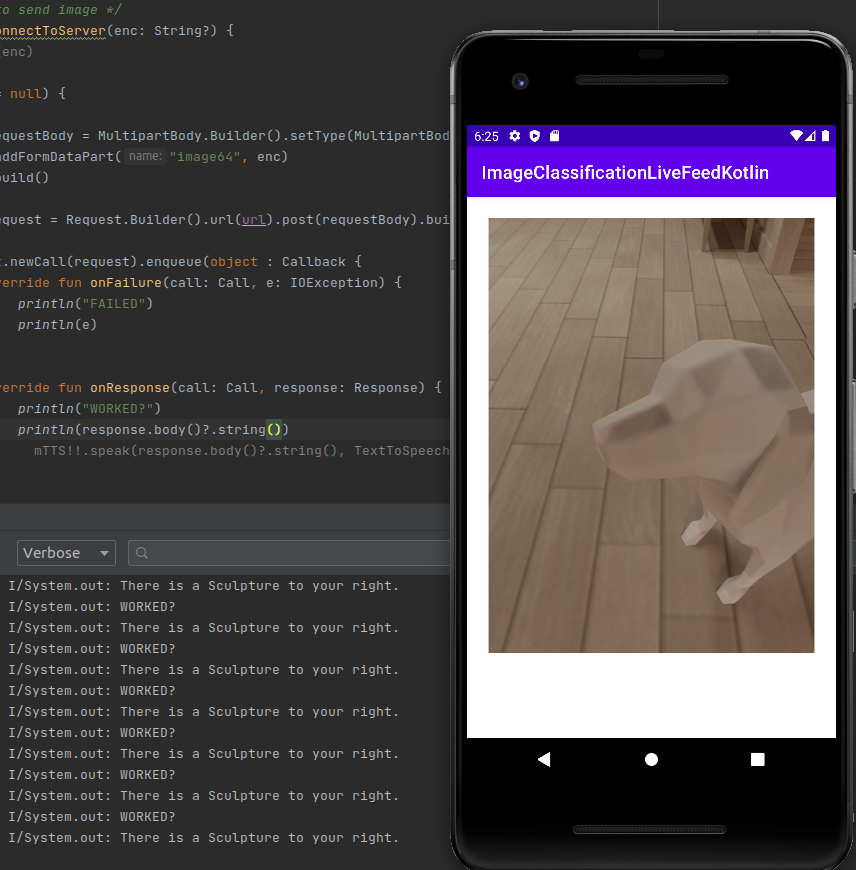 to send image */
onnectToServer(enc: String?) {
(enc)
= null) {
equestBody = MultipartBody.Builder().setType(MultipartBod
addFormDataPart( name: "image64", enc)
build()
equest = Request.Builder().url(url).post(requestBody).bui
t.newCall(request).enqueue(object : Callback {
verride fun onFailure(call: Call, e: IOException) {
println("FAILED")
println(e)
verride fun onResponse(call: Call, response: Response) {
println("WORKED?")
println(response.body()?.string())
mTTS!!.speak(response.body()?.string(), TextToSpeech
Verbose
I/System.out: There is a Sculpture to your right.
I/System.out: WORKED?
I/System.out: There is a Sculpture to your right.
I/System.out: WORKED?
I/System.out: There is a Sculpture to your right.
I/System.out: WORKED?
I/System.out: There is a Sculpture to your right.
I/System.out: WORKED?
I/System.out: There is a Sculpture to your right.
I/System.out: WORKED?
I/System.out: There is a Sculpture to your right.
I/System.out: WORKED?
I/System.out: There is a Sculpture to your right.
6:25
ImageClassificationLiveFeedKotlin